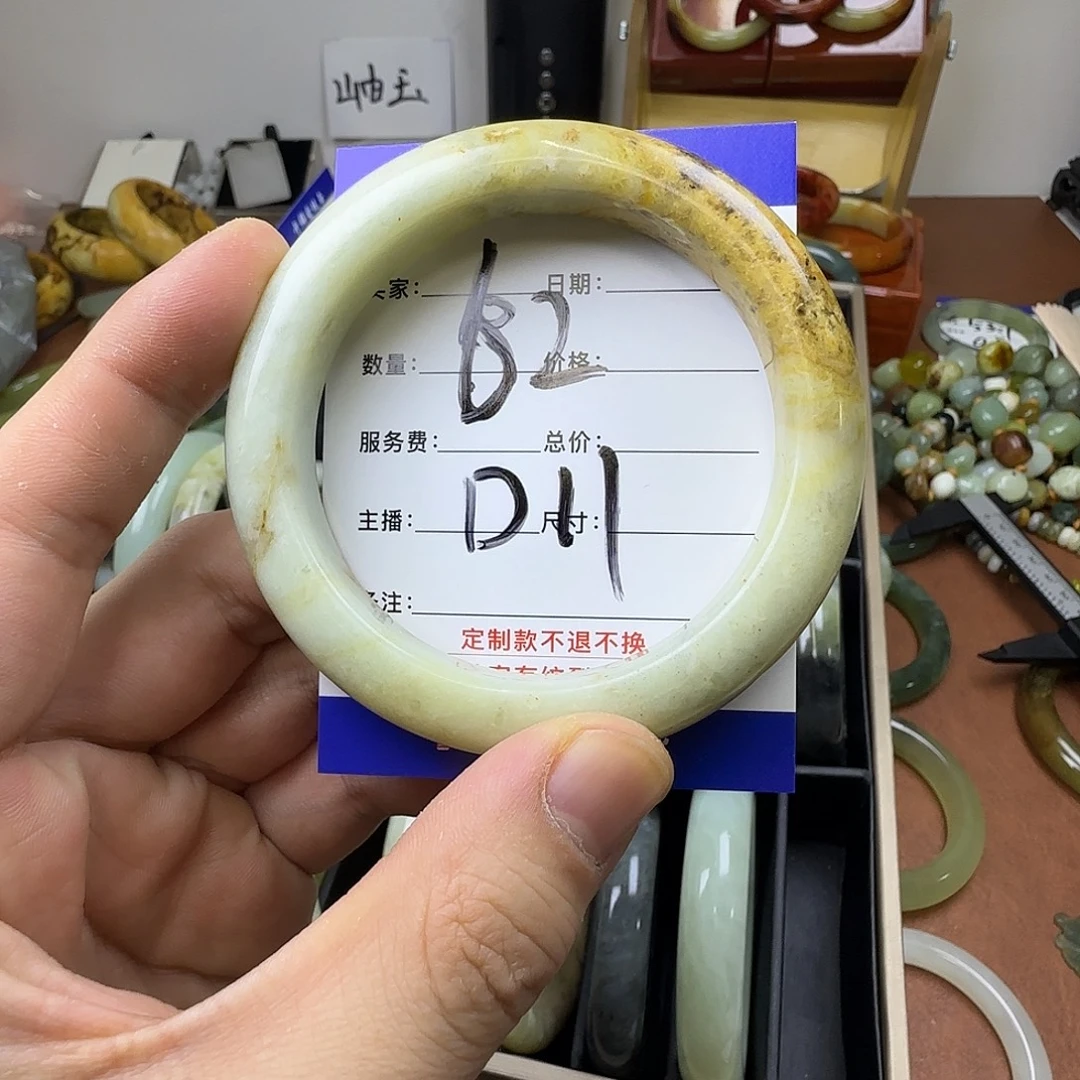 岫玉
家: 日期:
62
数量: 价格:
服务费: 总价:
D11
主播: 尺寸:
备注:
定制款不退不换